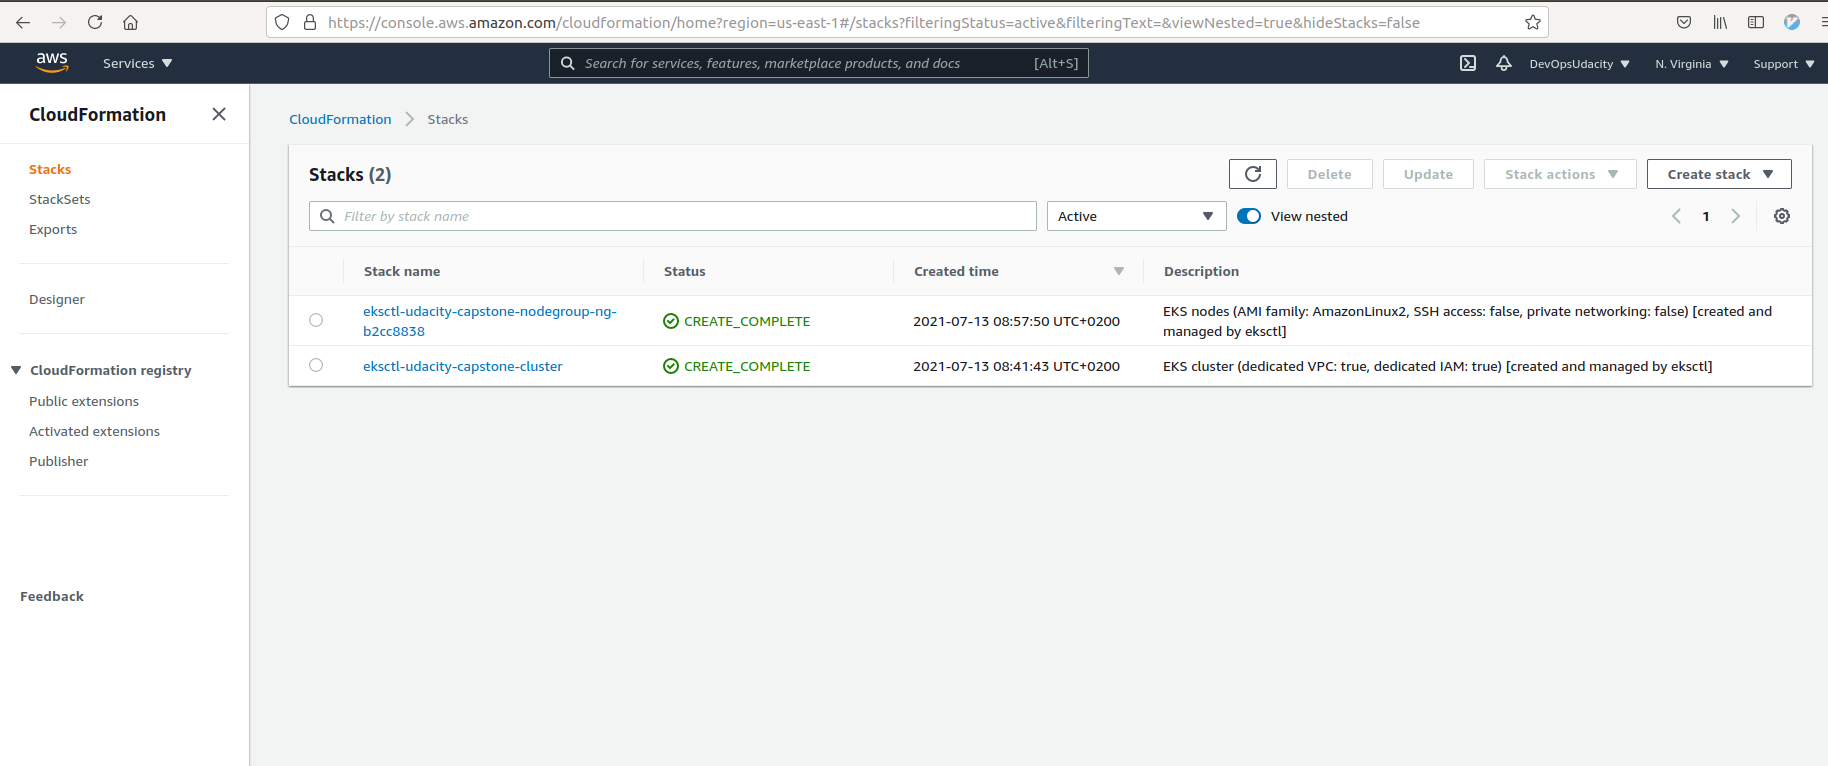 https://console.aws.amazon.com/cloudformation/home?region=us-east-1#/stacks?filteringStatus=active&filteringText=&viewNested=true&hideStacks=false
aws
Services
Search for services, features, marketplace products, and docs
[Alt+S]
DevOpsUdacity
N. Virginia
Support
CloudFormation
Stacks
StackSets
Exports
Designer
CloudFormation registry
Public extensions
Activated extensions
Publisher
Feedback
CloudFormation
Stacks
Stacks (2)
Delete
Update
Stack actions
Create stack
Filter by stack name
Active
View nested
1
Stack name
Status
Created time
Description
eksctl-udacity-capstone-nodegroup-ng-
b2cc8838
CREATE_COMPLETE
2021-07-13 08:57:50 UTC+0200
EKS nodes (AMI family: AmazonLinux2, SSH access: false, private networking: false) [created and
managed by eksctl]
eksctl-udacity-capstone-cluster
CREATE_COMPLETE
2021-07-13 08:41:43 UTC+0200
EKS cluster (dedicated VPC: true, dedicated IAM: true) [created and managed by eksctl]